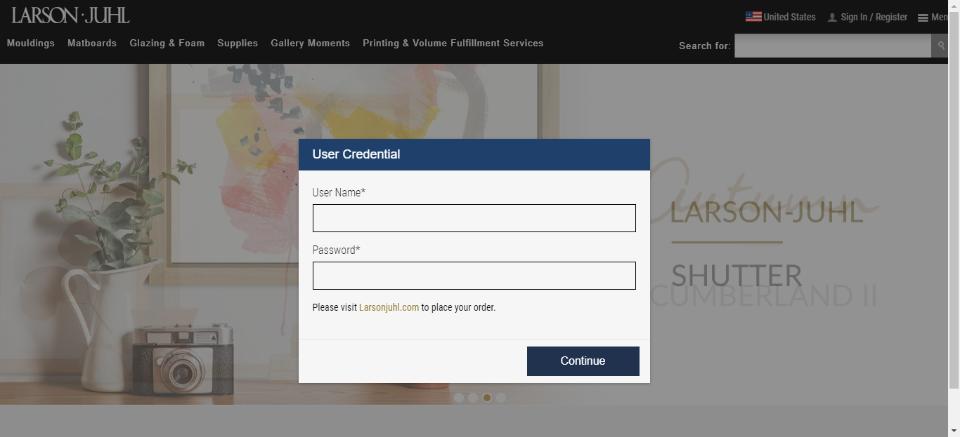 LARSON·JUHL
United States Sign In / Register Men
Mouldings Matboards Glazing & Foam Supplies Gallery Moments Printing & Volume Fulfillment Services
Search for:
User Credential
User Name*
Password*
Please visit Larsonjuhl.com to place your order.
Continue
Autumn
LARSON-JUHL
SHUTTER
CUMBERLAND II